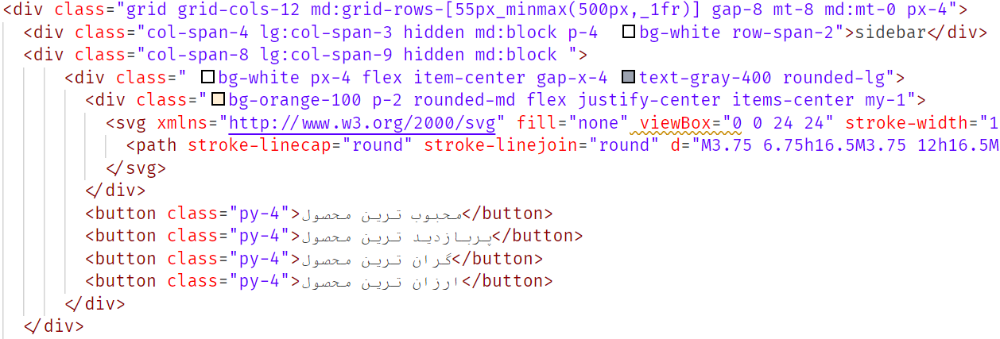 <div class="grid grid-cols-12 md:grid-rows-[55px_minmax(500px,_1fr)] gap-8 mt-8 md:mt-0 px-4">
<div class="col-span-4 lg:col-span-3 hidden md:block p-4 bg-white row-span-2">sidebar</div>
<div class="col-span-8 lg:col-span-9 hidden md:block ">
<div class=" bg-white px-4 flex item-center gap-x-4 text-gray-400 rounded-lg">
<div class="bg-orange-100 p-2 rounded-md flex justify-center items-center my-1">
<svg xmlns="http://www.w3.org/2000/svg" fill="none" viewBox="0 0 24 24" stroke-width="1
<path stroke-linecap="round" stroke-linejoin="round" d="M3.75 6.75h16.5M3.75 12h16.5M
</svg>
</div>
<button class="py-4">محبوب ترین محصول</button>
<button class="py-4">پربازدید ترین محصول</button>
<button class="py-4">گران ترین محصول</button>
<button class="py-4">ارزان ترین محصول</button>
</div>
</div>